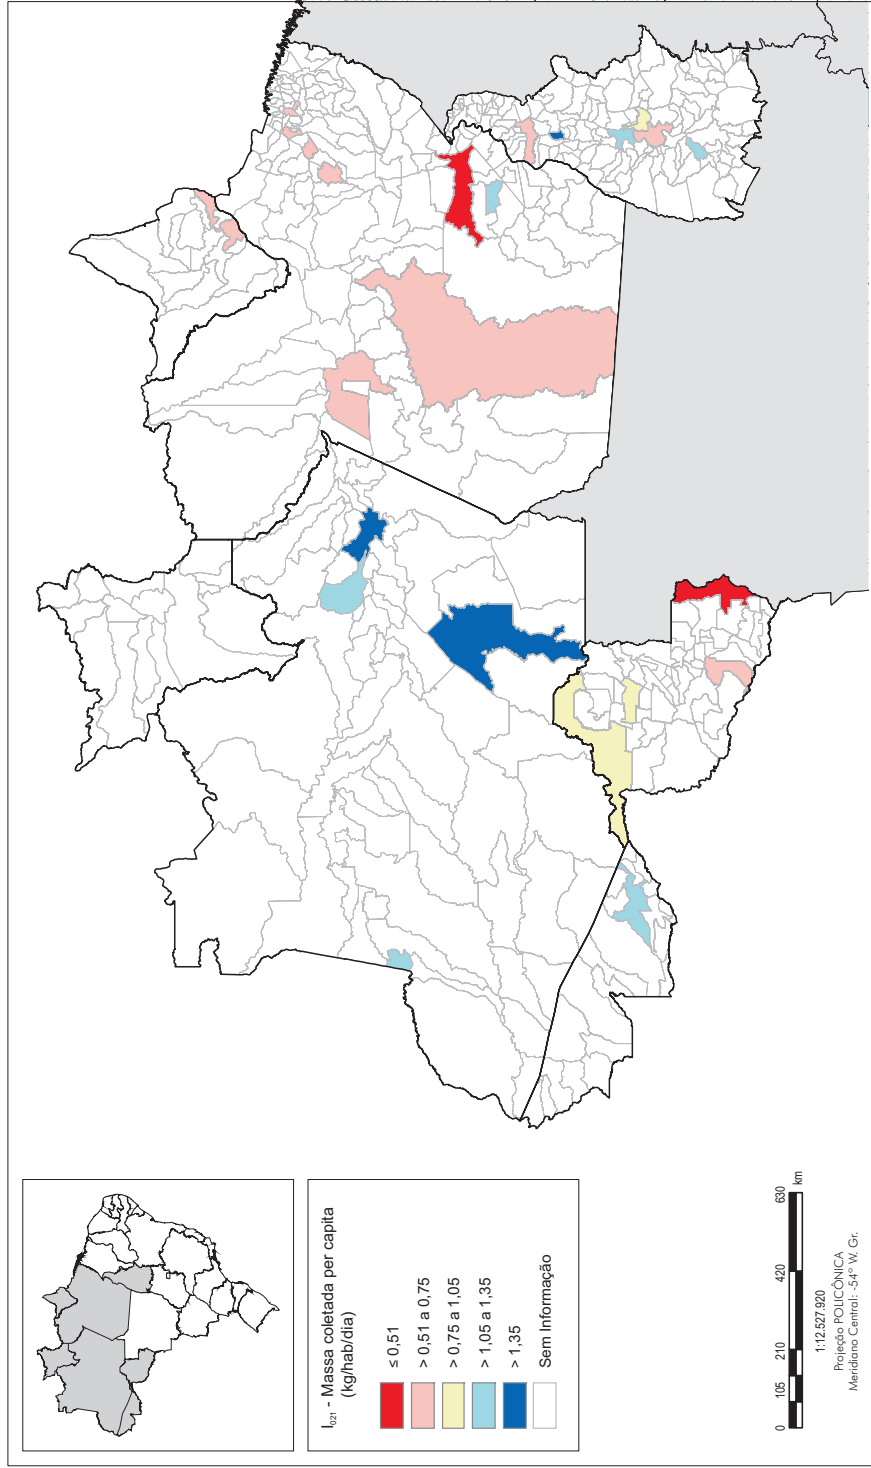 I021 - Massa coletada per capita
(kg/hab/dia)
≤ 0,51
> 0,51 a 0,75
> 0,75 a 1,05
> 1,05 a 1,35
> 1,35
Sem Informação
0 105 210 420 630
km
1:12.527.920
Projeção POLICÔNICA
Meridiano Central: -54° W. Gr.